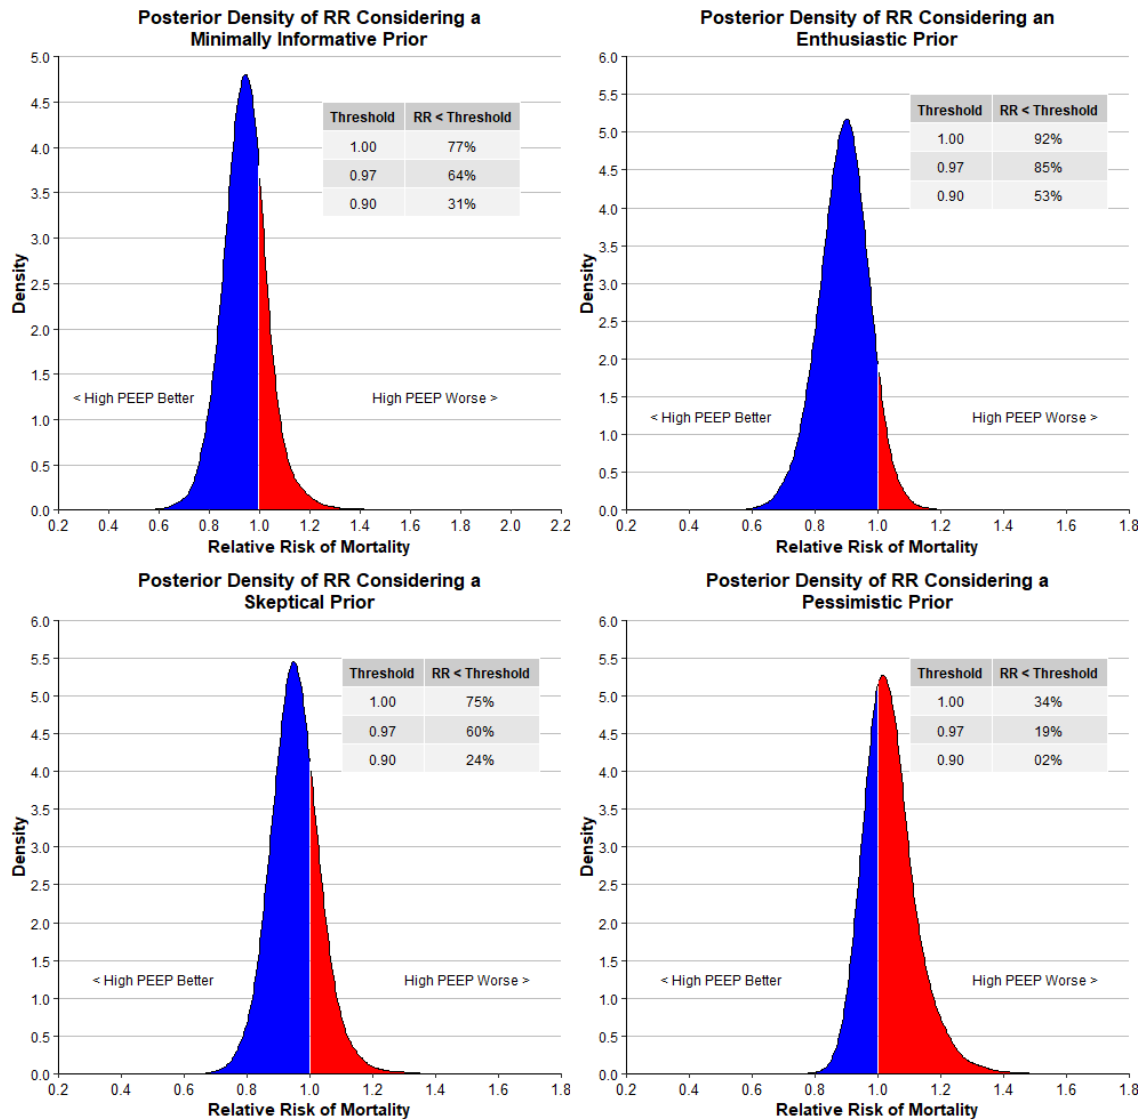 Posterior Density of RR Considering a
Minimally Informative Prior
5.0
4.5
4.0
3.5
3.0
2.5
2.0
1.5
1.0
0.5
0.0
Density
Threshold RR < Threshold
1.00 77%
0.97 64%
0.90 31%
< High PEEP Better High PEEP Worse >
0.2 0.4 0.6 0.8 1.0 1.2 1.4 1.6 1.8 2.0 2.2
Relative Risk of Mortality
Posterior Density of RR Considering an
Enthusiastic Prior
6.0
5.5
5.0
4.5
4.0
3.5
3.0
2.5
2.0
1.5
1.0
0.5
0.0
Density
Threshold RR < Threshold
1.00 92%
0.97 85%
0.90 53%
< High PEEP Better High PEEP Worse >
0.2 0.4 0.6 0.8 1.0 1.2 1.4 1.6 1.8
Relative Risk of Mortality
Posterior Density of RR Considering a
Skeptical Prior
6.0
5.5
5.0
4.5
4.0
3.5
3.0
2.5
2.0
1.5
1.0
0.5
0.0
Density
Threshold RR < Threshold
1.00 75%
0.97 60%
0.90 24%
< High PEEP Better High PEEP Worse >
0.2 0.4 0.6 0.8 1.0 1.2 1.4 1.6 1.8
Relative Risk of Mortality
Posterior Density of RR Considering a
Pessimistic Prior
6.0
5.5
5.0
4.5
4.0
3.5
3.0
2.5
2.0
1.5
1.0
0.5
0.0
Density
Threshold RR < Threshold
1.00 34%
0.97 19%
0.90 02%
< High PEEP Better High PEEP Worse >
0.2 0.4 0.6 0.8 1.0 1.2 1.4 1.6 1.8
Relative Risk of Mortality